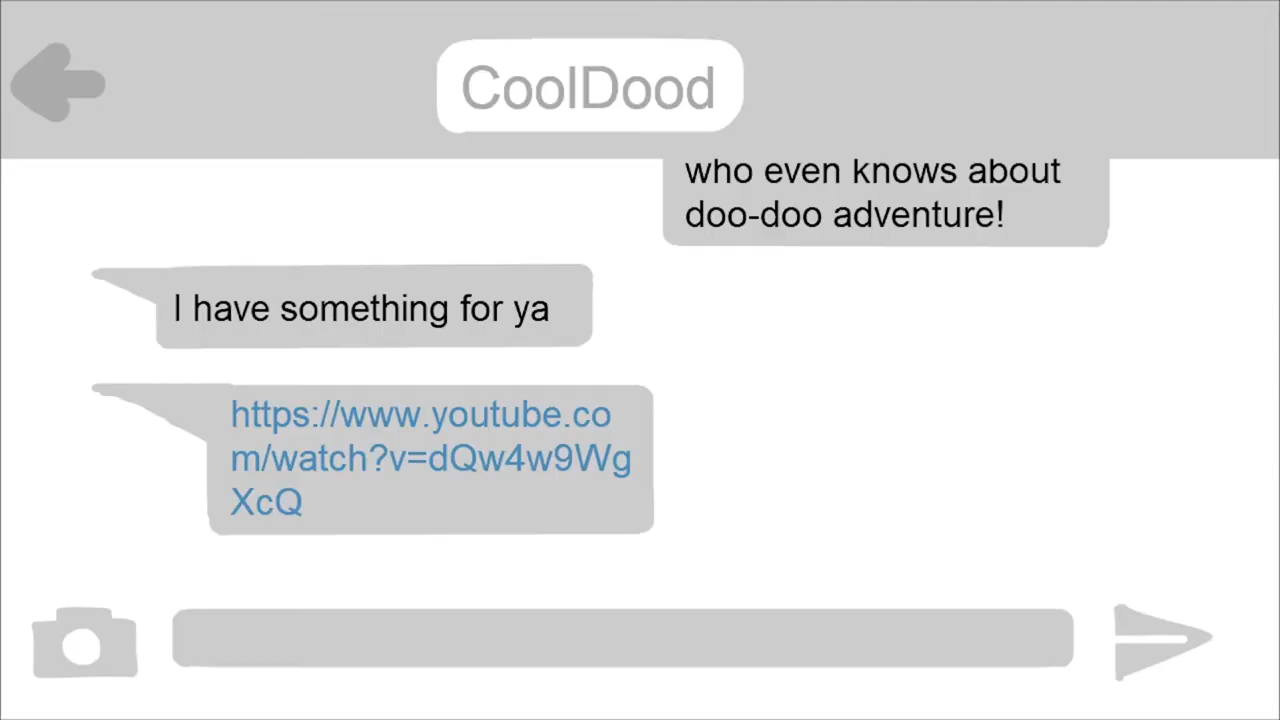 CoolDood
who even knows about
doo-doo adventure!
I have something for ya
https://www.youtube.co
m/watch?v=dQw4w9Wg
XcQ